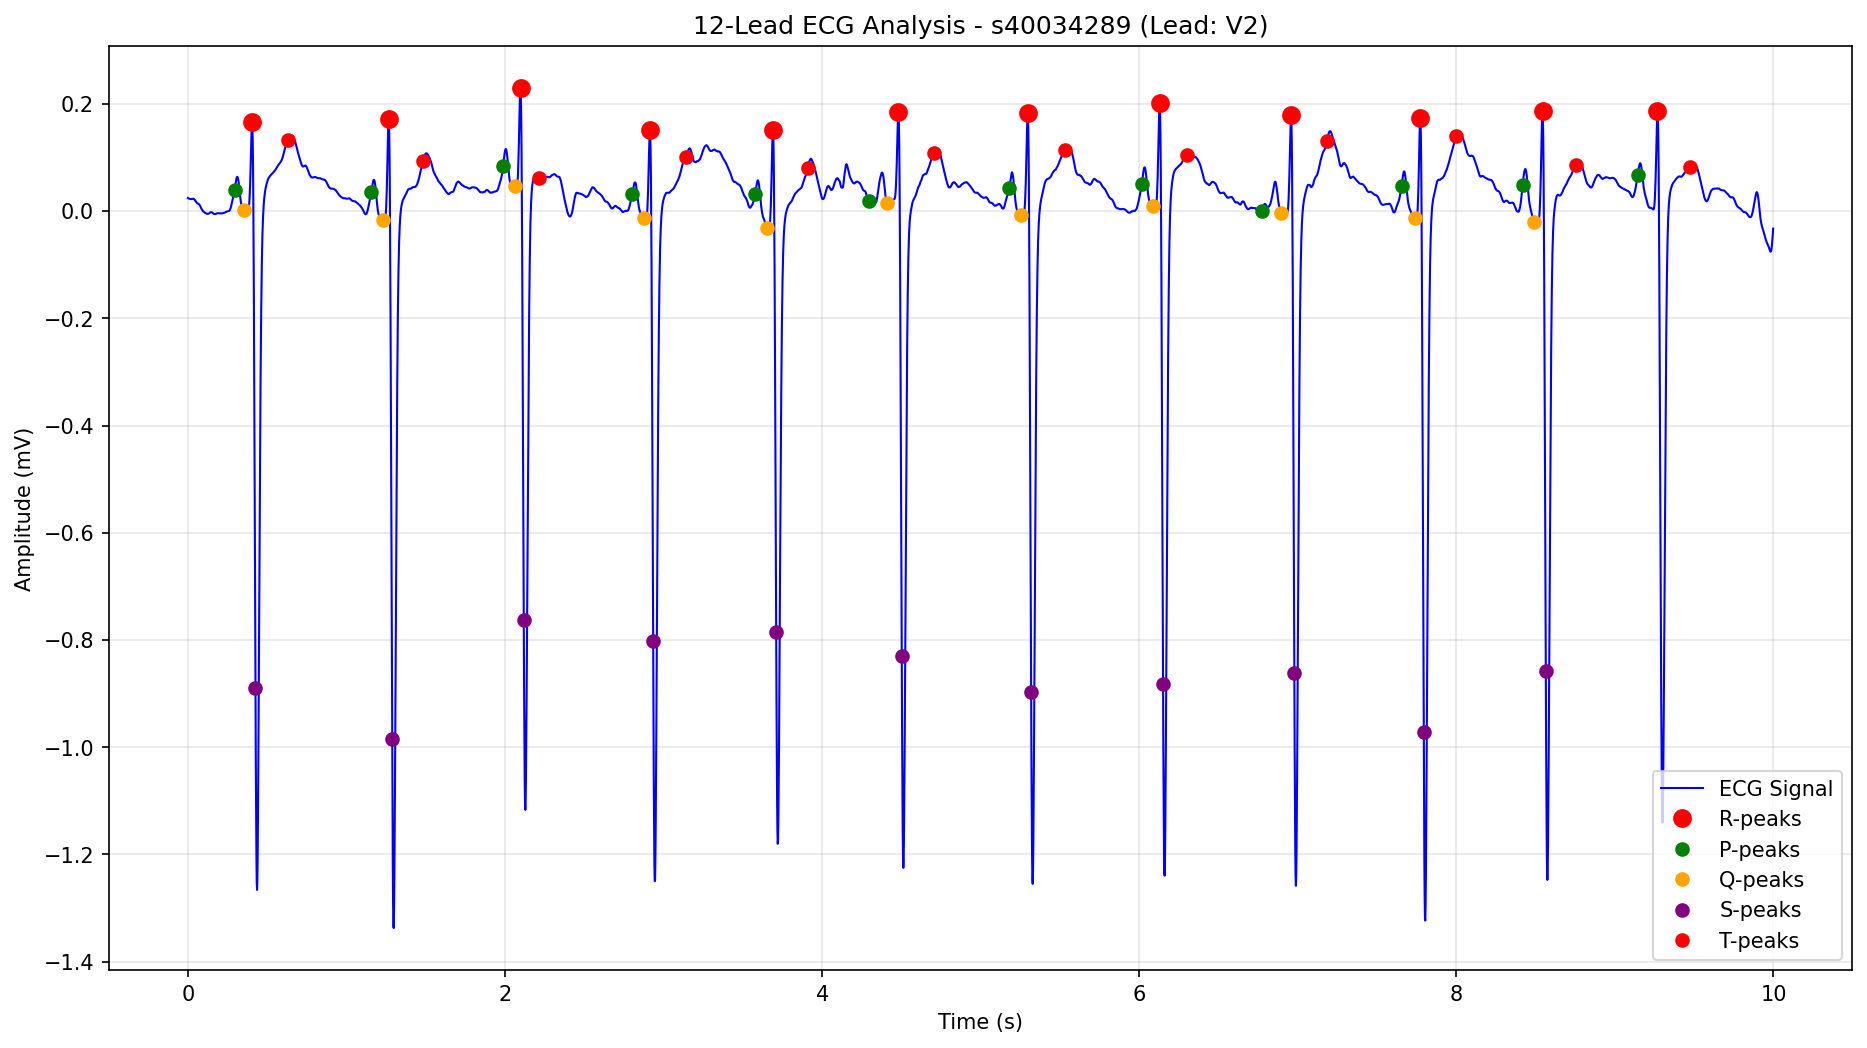 12-Lead ECG Analysis - s40034289 (Lead: V2)
Amplitude (mV)
0.2
0.0
−0.2
−0.4
−0.6
−0.8
−1.0
−1.2
−1.4
ECG Signal
R-peaks
P-peaks
Q-peaks
S-peaks
T-peaks
0 2 4 6 8 10
Time (s)